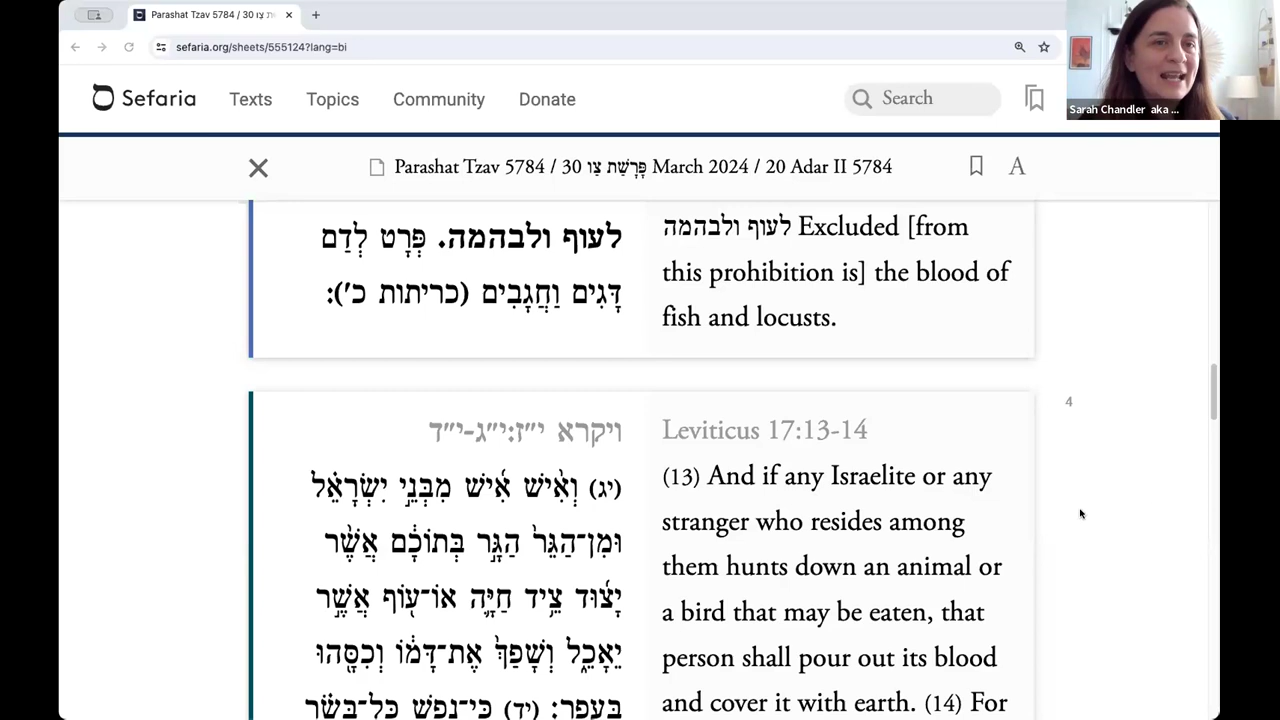 Parashat Tzav 5784 / 30 פָּרָשַׁת צַו
sefaria.org/sheets/555124?lang=bi
Sefaria
Texts
Topics
Community
Donate
Search
Sarah Chandler aka ...
Parashat Tzav 5784 / פָּרָשַׁת צַו 30 March 2024 / 20 Adar II 5784
A
לעוף ולבהמה. פְּרָט לְדַם
דָּגִים וַחֲגָבִים (כריתות כ'):
לעוף ולבהמה Excluded [from
this prohibition is] the blood of
fish and locusts.
4
ויקרא י״ז:י״ג-י״ד
(יג) וְאִ֨ישׁ אִ֜ישׁ מִבְּנֵ֣י יִשְׂרָאֵ֗ל
וּמִן־הַגֵּר֙ הַגָּ֣ר בְּתוֹכָ֔ם אֲשֶׁ֨ר
יָצ֜וּד צֵ֥יד חַיָּ֛ה אוֹ־ע֖וֹף אֲשֶׁ֣ר
יֵאָכֵ֑ל וְשָׁפַךְ֙ אֶת־דָּמ֔וֹ וְכִסָּ֖הוּ
בֶּעָפָֽר׃ (יד) כִּֽי־נֶ֣פֶשׁ כׇּל־בָּשָׂ֗ר
Leviticus 17:13-14
(13) And if any Israelite or any
stranger who resides among
them hunts down an animal or
a bird that may be eaten, that
person shall pour out its blood
and cover it with earth. (14) For